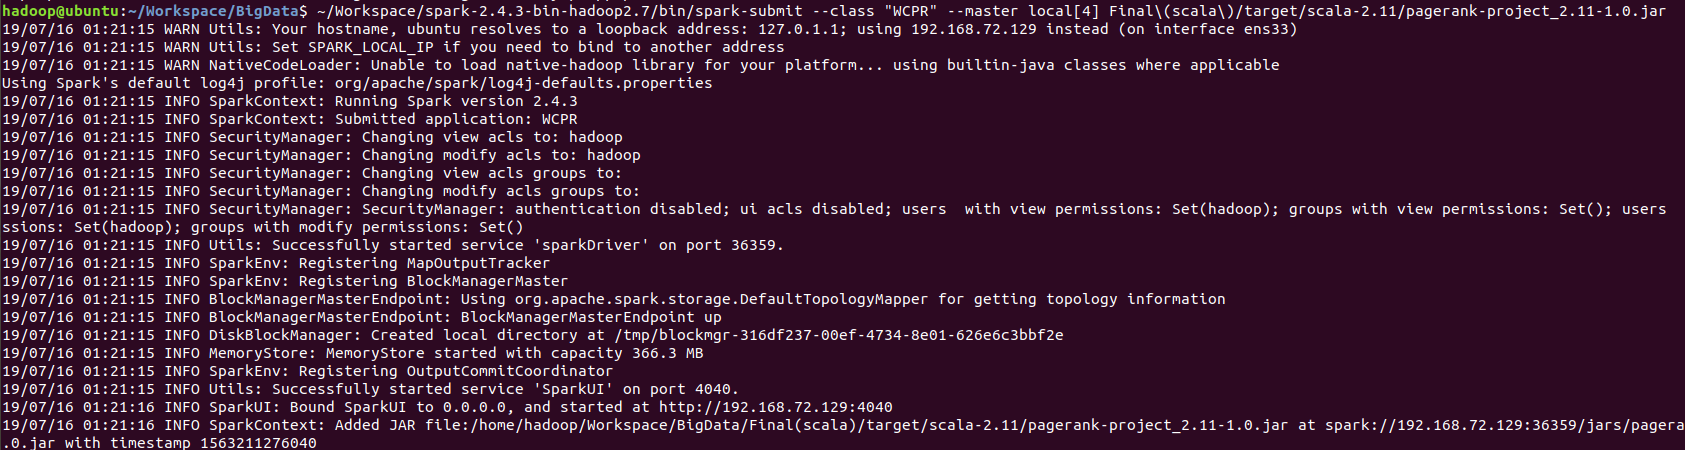 hadoop@ubuntu:~/Workspace/BigData$ ~/Workspace/spark-2.4.3-bin-hadoop2.7/bin/spark-submit --class "WCPR" --master local[4] Final\(scala\)/target/scala-2.11/pagerank-project_2.11-1.0.jar
19/07/16 01:21:15 WARN Utils: Your hostname, ubuntu resolves to a loopback address: 127.0.1.1; using 192.168.72.129 instead (on interface ens33)
19/07/16 01:21:15 WARN Utils: Set SPARK_LOCAL_IP if you need to bind to another address
19/07/16 01:21:15 WARN NativeCodeLoader: Unable to load native-hadoop library for your platform... using builtin-java classes where applicable
Using Spark's default log4j profile: org/apache/spark/log4j-defaults.properties
19/07/16 01:21:15 INFO SparkContext: Running Spark version 2.4.3
19/07/16 01:21:15 INFO SparkContext: Submitted application: WCPR
19/07/16 01:21:15 INFO SecurityManager: Changing view acls to: hadoop
19/07/16 01:21:15 INFO SecurityManager: Changing modify acls to: hadoop
19/07/16 01:21:15 INFO SecurityManager: Changing view acls groups to:
19/07/16 01:21:15 INFO SecurityManager: Changing modify acls groups to:
19/07/16 01:21:15 INFO SecurityManager: SecurityManager: authentication disabled; ui acls disabled; users  with view permissions: Set(hadoop); groups with view permissions: Set(); users
ssions: Set(hadoop); groups with modify permissions: Set()
19/07/16 01:21:15 INFO Utils: Successfully started service 'sparkDriver' on port 36359.
19/07/16 01:21:15 INFO SparkEnv: Registering MapOutputTracker
19/07/16 01:21:15 INFO SparkEnv: Registering BlockManagerMaster
19/07/16 01:21:15 INFO BlockManagerMasterEndpoint: Using org.apache.spark.storage.DefaultTopologyMapper for getting topology information
19/07/16 01:21:15 INFO BlockManagerMasterEndpoint: BlockManagerMasterEndpoint up
19/07/16 01:21:15 INFO DiskBlockManager: Created local directory at /tmp/blockmgr-316df237-00ef-4734-8e01-626e6c3bbf2e
19/07/16 01:21:15 INFO MemoryStore: MemoryStore started with capacity 366.3 MB
19/07/16 01:21:15 INFO SparkEnv: Registering OutputCommitCoordinator
19/07/16 01:21:15 INFO Utils: Successfully started service 'SparkUI' on port 4040.
19/07/16 01:21:16 INFO SparkUI: Bound SparkUI to 0.0.0.0, and started at http://192.168.72.129:4040
19/07/16 01:21:16 INFO SparkContext: Added JAR file:/home/hadoop/Workspace/BigData/Final(scala)/target/scala-2.11/pagerank-project_2.11-1.0.jar at spark://192.168.72.129:36359/jars/pagera
.0.jar with timestamp 1563211276040